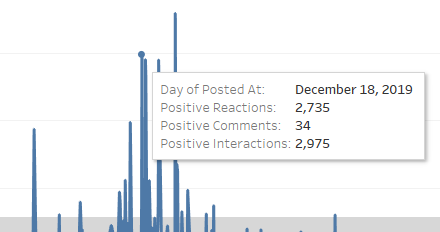 Day of Posted At: December 18, 2019
Positive Reactions: 2,735
Positive Comments: 34
Positive Interactions: 2,975